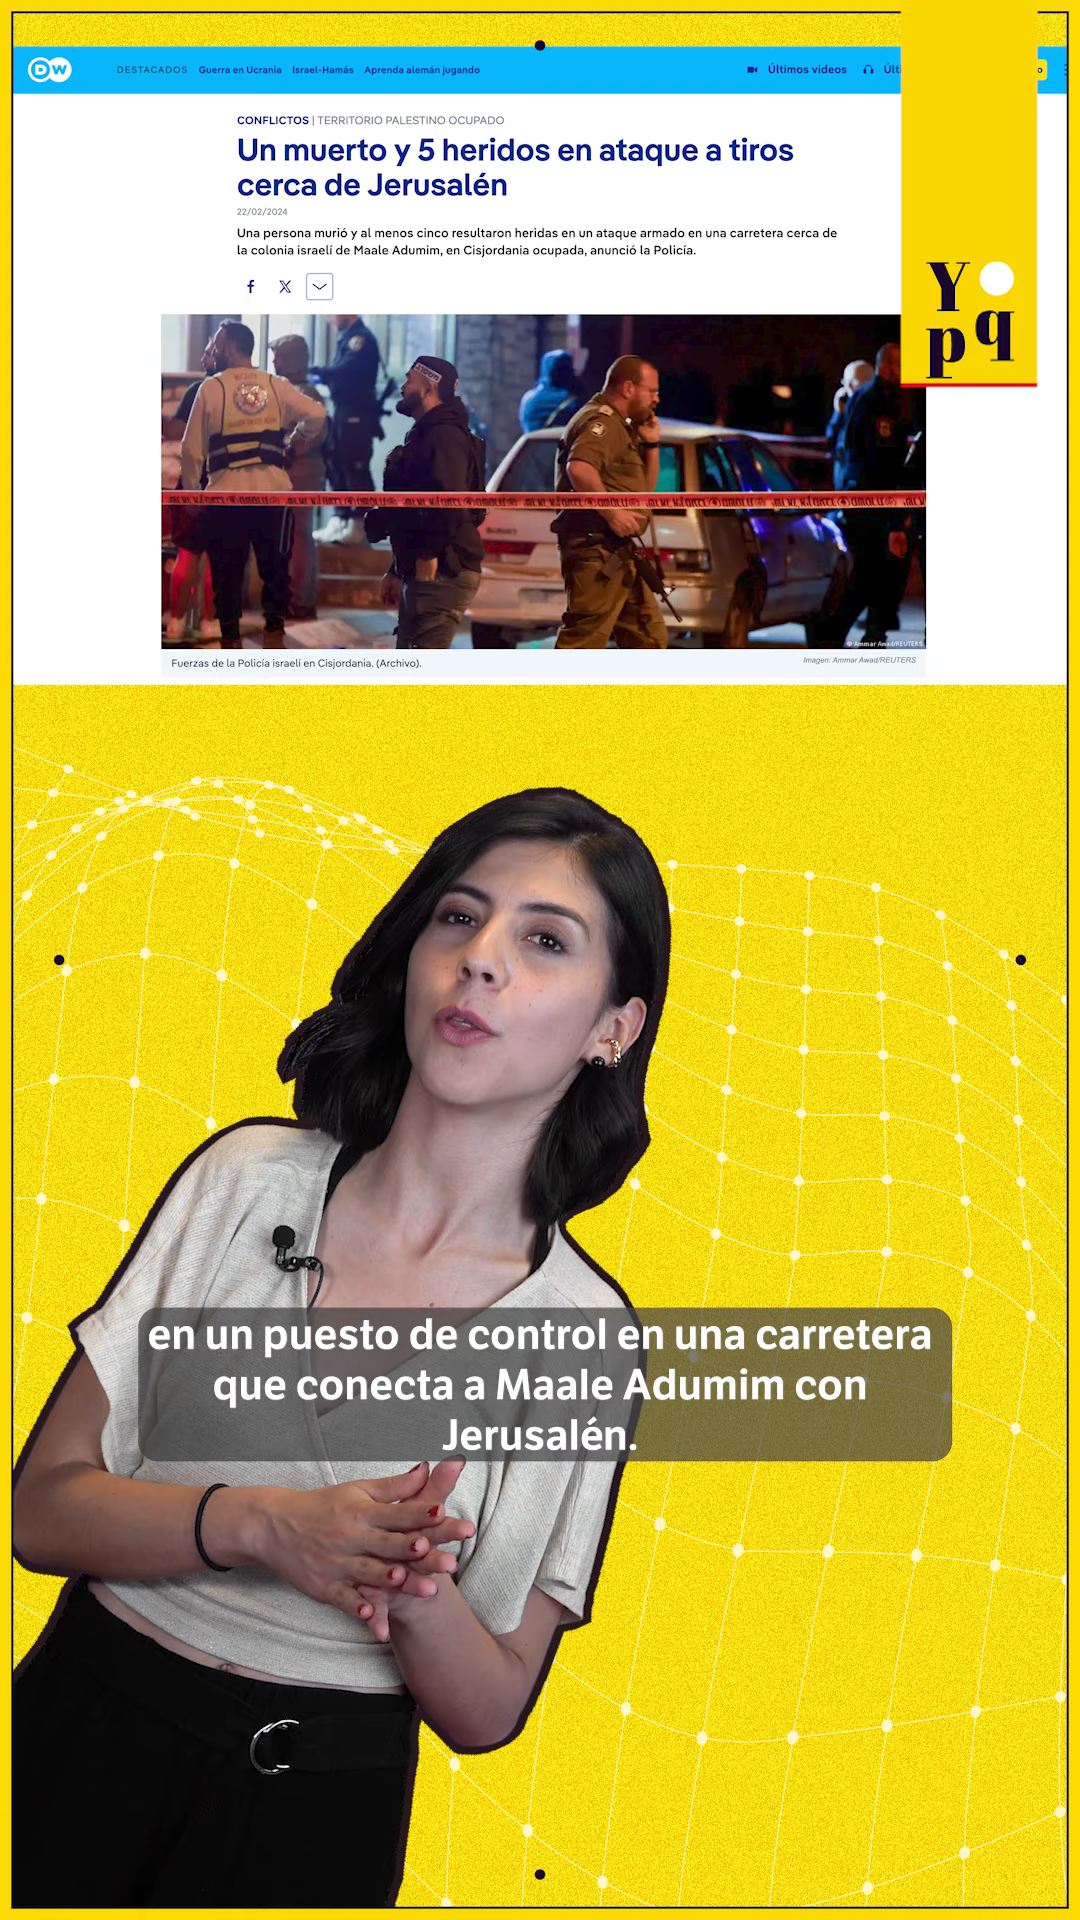 DW
DESTACADOS Guerra en Ucrania Israel-Hamás Aprenda alemán jugando Últimos videos
CONFLICTOS | TERRITORIO PALESTINO OCUPADO
Un muerto y 5 heridos en ataque a tiros
cerca de Jerusalén
22/02/2024
Una persona murió y al menos cinco resultaron heridas en un ataque armado en una carretera cerca de
la colonia israelí de Maale Adumim, en Cisjordania ocupada, anunció la Policía.
© Ammar Awad/REUTERS
Fuerzas de la Policía israelí en Cisjordania. (Archivo).
Imagen: Ammar Awad/REUTERS
Y
pq
en un puesto de control en una carretera
que conecta a Maale Adumim con
Jerusalén.